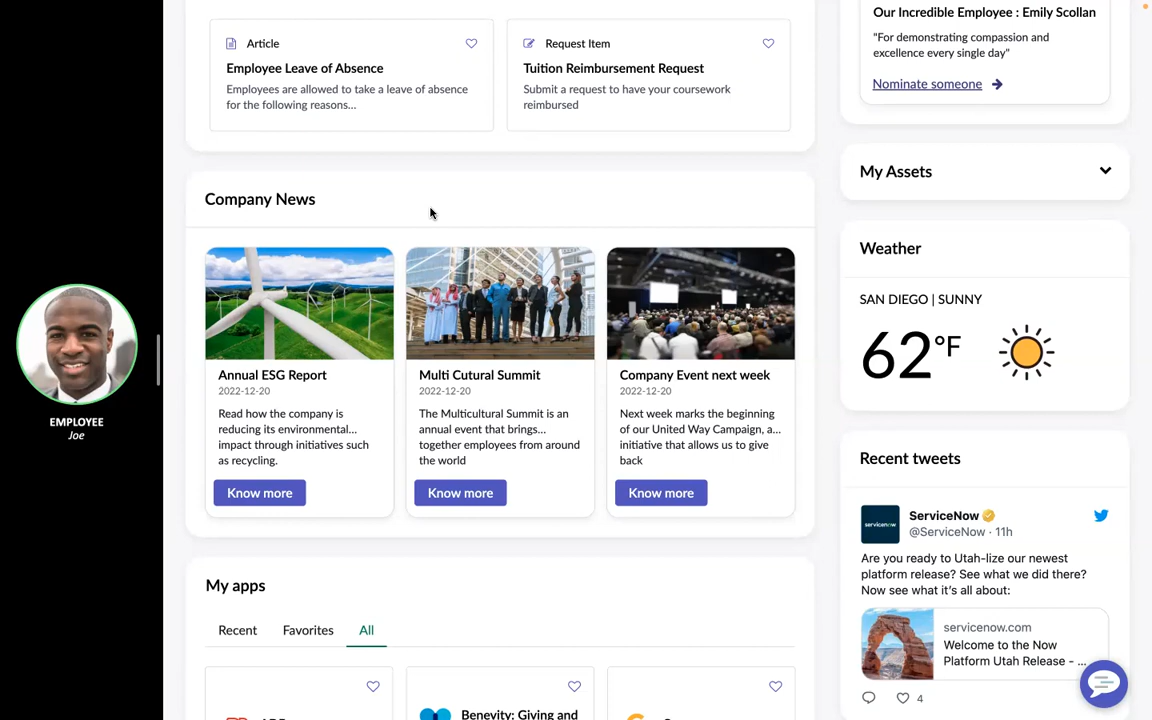 Article
Employee Leave of Absence
Employees are allowed to take a leave of absence
for the following reasons...
Request Item
Tuition Reimbursement Request
Submit a request to have your coursework
reimbursed
Our Incredible Employee : Emily Scollan
"For demonstrating compassion and
excellence every single day"
Nominate someone
My Assets
Company News
Annual ESG Report
2022-12-20
Read how the company is
reducing its environmental...
impact through initiatives such
as recycling.
Know more
Multi Cutural Summit
2022-12-20
The Multicultural Summit is an
annual event that brings...
together employees from around
the world
Know more
Company Event next week
2022-12-20
Next week marks the beginning
of our United Way Campaign, a...
initiative that allows us to give
back
Know more
EMPLOYEE
Joe
Weather
SAN DIEGO | SUNNY
62°F
Recent tweets
servicenow
ServiceNow
@ServiceNow · 11h
Are you ready to Utah-lize our newest
platform release? See what we did there?
Now see what it's all about:
servicenow.com
Welcome to the Now
Platform Utah Release - ...
4
My apps
Recent
Favorites
All
Benevity: Giving and